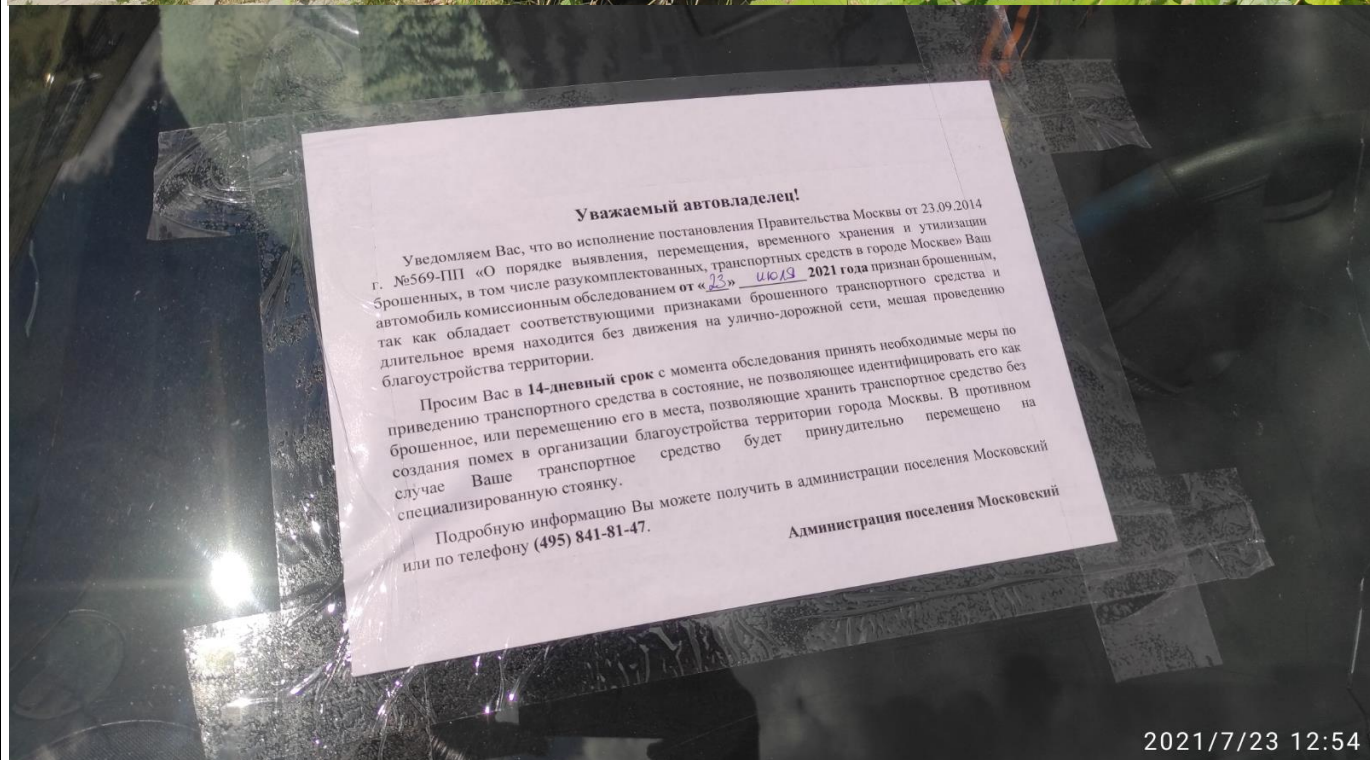 Уважаемый автовладелец!
Уведомляем Вас, что во исполнение постановления Правительства Москвы от 23.09.2014
г. №569-ПП «О порядке выявления, перемещения, временного хранения и утилизации
брошенных, в том числе разукомплектованных, транспортных средств в городе Москве» Ваш
автомобиль комиссионным обследованием от «23» июля 2021 года признан брошенным,
так как обладает соответствующими признаками брошенного транспортного средства и
длительное время находится без движения на улично-дорожной сети, мешая проведению
благоустройства территории.
Просим Вас в 14-дневный срок с момента обследования принять необходимые меры по
приведению транспортного средства в состояние, не позволяющее идентифицировать его как
брошенное, или перемещению его в места, позволяющие хранить транспортное средство без
создания помех в организации благоустройства территории города Москвы. В противном
случае Ваше транспортное средство будет принудительно перемещено на
специализированную стоянку.
Подробную информацию Вы можете получить в администрации поселения Московский
или по телефону (495) 841-81-47.
Администрация поселения Московский
2021/7/23 12:54